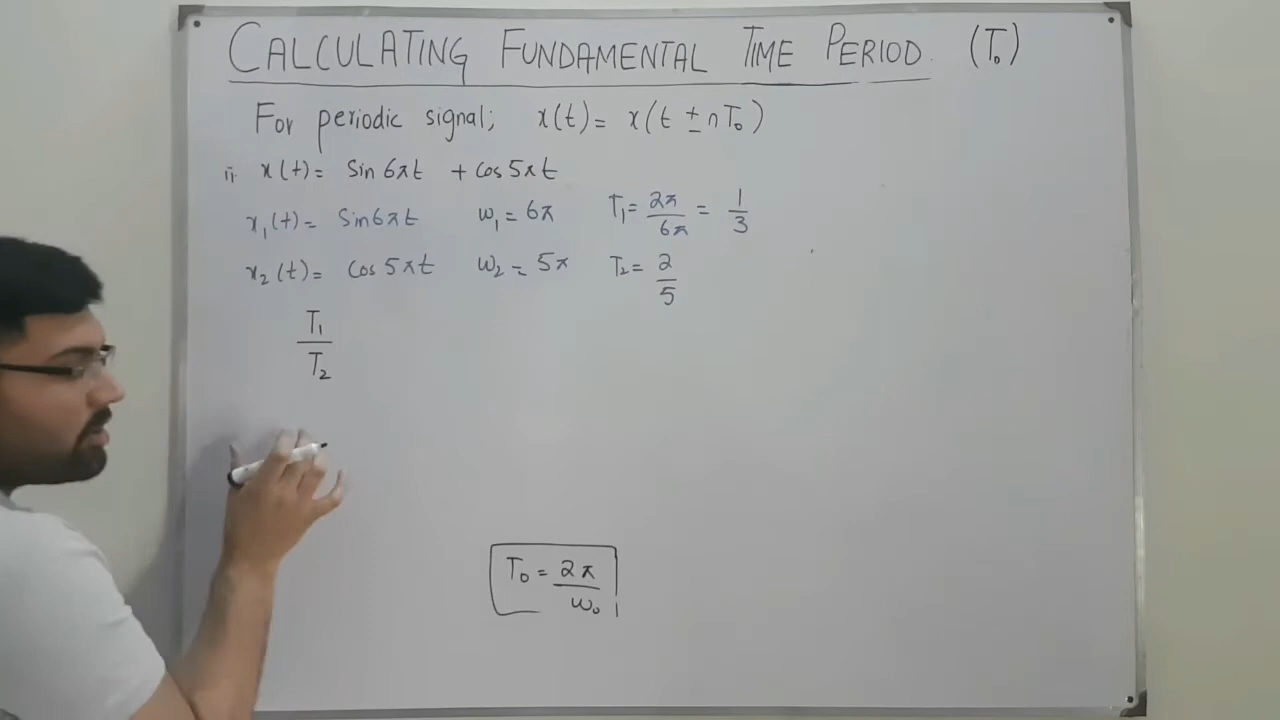 CALCULATING FUNDAMENTAL TIME PERIOD. (T₀)
For periodic signal; x(t) = x(t ± nT₀)
ii x(t) = Sin 6πt + Cos 5πt
x₁(t) = Sin 6πt ω₁ = 6π T₁ = 2π/6π = 1/3
x₂(t) = Cos 5πt ω₂ = 5π T₂ = 2/5
T₁/T₂
T₀ = 2π/ω₀